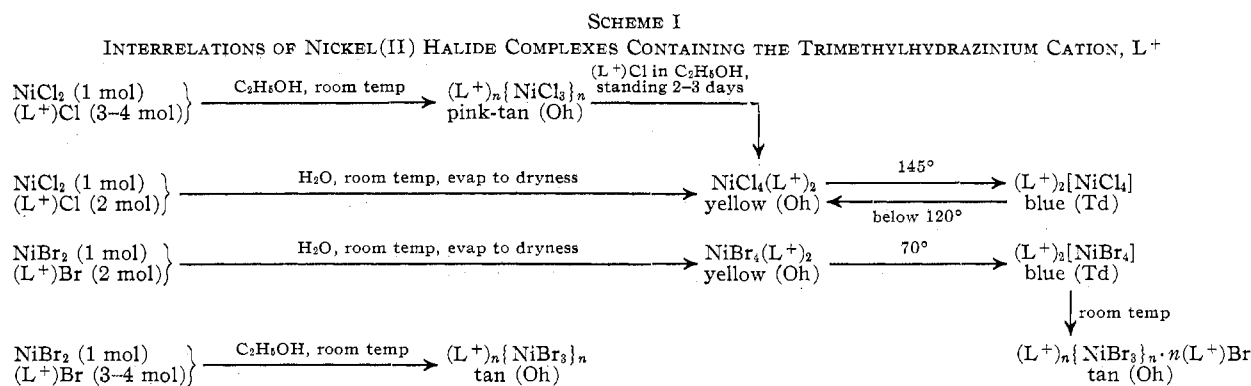 SCHEME I
INTERRELATIONS OF NICKEL(II) HALIDE COMPLEXES CONTAINING THE TRIMETHYLHYDRAZINIUM CATION, L⁺
NiCl₂ (1 mol)
(L⁺)Cl (3–4 mol)}
C₂H₅OH, room temp
(L⁺)ₙ{NiCl₃}ₙ
pink-tan (Oh)
(L⁺)Cl in C₂H₅OH,
standing 2–3 days
NiCl₂ (1 mol)
(L⁺)Cl (2 mol)}
H₂O, room temp, evap to dryness
NiCl₄(L⁺)₂
yellow (Oh)
145°
below 120°
(L⁺)₂[NiCl₄]
blue (Td)
NiBr₂ (1 mol)
(L⁺)Br (2 mol)}
H₂O, room temp, evap to dryness
NiBr₄(L⁺)₂
yellow (Oh)
70°
(L⁺)₂[NiBr₄]
blue (Td)
room temp
NiBr₂ (1 mol)
(L⁺)Br (3–4 mol)}
C₂H₅OH, room temp
(L⁺)ₙ{NiBr₃}ₙ
tan (Oh)
(L⁺)ₙ{NiBr₃}ₙ·n(L⁺)Br
tan (Oh)